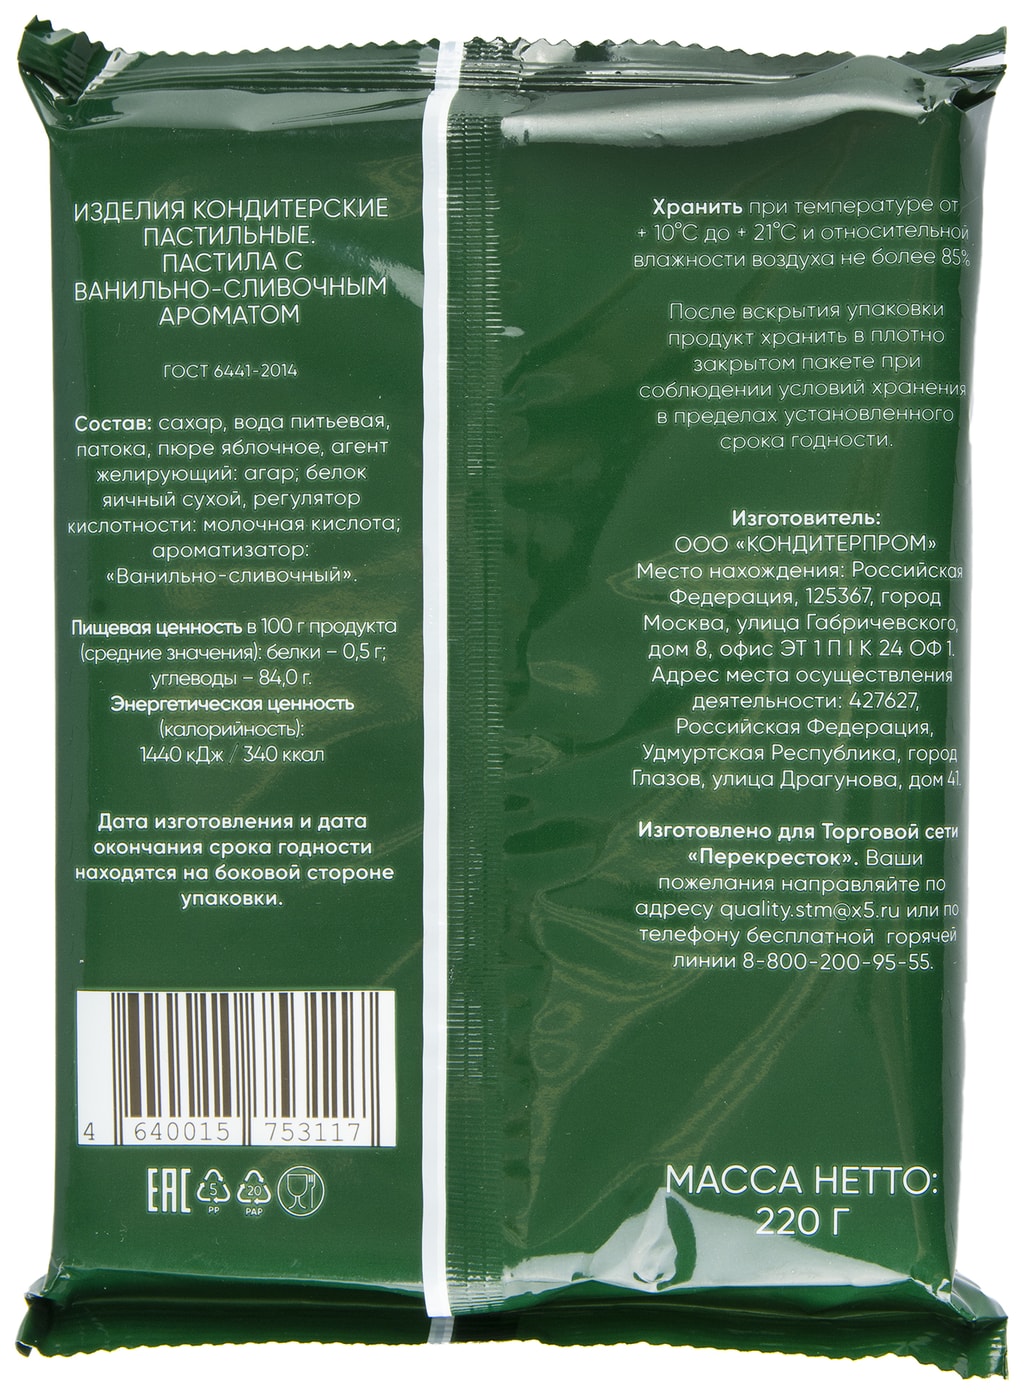 ИЗДЕЛИЯ КОНДИТЕРСКИЕ
ПАСТИЛЬНЫЕ.
ПАСТИЛА С
ВАНИЛЬНО-СЛИВОЧНЫМ
АРОМАТОМ
ГОСТ 6441-2014
Состав: сахар, вода питьевая,
патока, пюре яблочное, агент
желирующий: агар; белок
яичный сухой, регулятор
кислотности: молочная кислота;
ароматизатор:
«Ванильно-сливочный».
Пищевая ценность в 100 г продукта
(средние значения): белки – 0,5 г;
углеводы – 84,0 г.
Энергетическая ценность
(калорийность):
1440 кДж / 340 ккал
Дата изготовления и дата
окончания срока годности
находятся на боковой стороне
упаковки.
4 640015 753117
EAC
5
PP
20
PAP
Хранить при температуре от
+ 10°С до + 21°С и относительной
влажности воздуха не более 85%
После вскрытия упаковки
продукт хранить в плотно
закрытом пакете при
соблюдении условий хранения
в пределах установленного
срока годности.
Изготовитель:
ООО «КОНДИТЕРПРОМ»
Место нахождения: Российская
Федерация, 125367, город
Москва, улица Габричевского,
дом 8, офис ЭТ 1 П I К 24 ОФ 1.
Адрес места осуществления
деятельности: 427627,
Российская Федерация,
Удмуртская Республика, город
Глазов, улица Драгунова, дом 41.
Изготовлено для Торговой сети
«Перекресток». Ваши
пожелания направляйте по
адресу quality.stm@x5.ru или по
телефону бесплатной горячей
линии 8-800-200-95-55.
МАССА НЕТТО:
220 Г